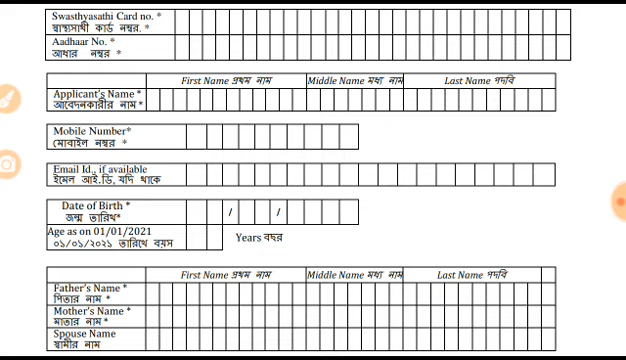 Swasthyasathi Card no. *
স্বাস্থ্যসাথী কার্ড নম্বর. *
Aadhaar No. *
আধার নম্বর *
First Name প্রথম নাম Middle Name মধ্য নাম Last Name পদবি
Applicant's Name *
আবেদনকারীর নাম *
Mobile Number*
মোবাইল নম্বর *
Email Id., if available
ইমেল আই.ডি, যদি থাকে
Date of Birth * / /
জন্ম তারিখ*
Age as on 01/01/2021
০১/০১/২০২১ তারিখে বয়স Years বছর
First Name প্রথম নাম Middle Name মধ্য নাম Last Name পদবি
Father's Name *
পিতার নাম *
Mother's Name *
মাতার নাম *
Spouse Name
স্বামীর নাম